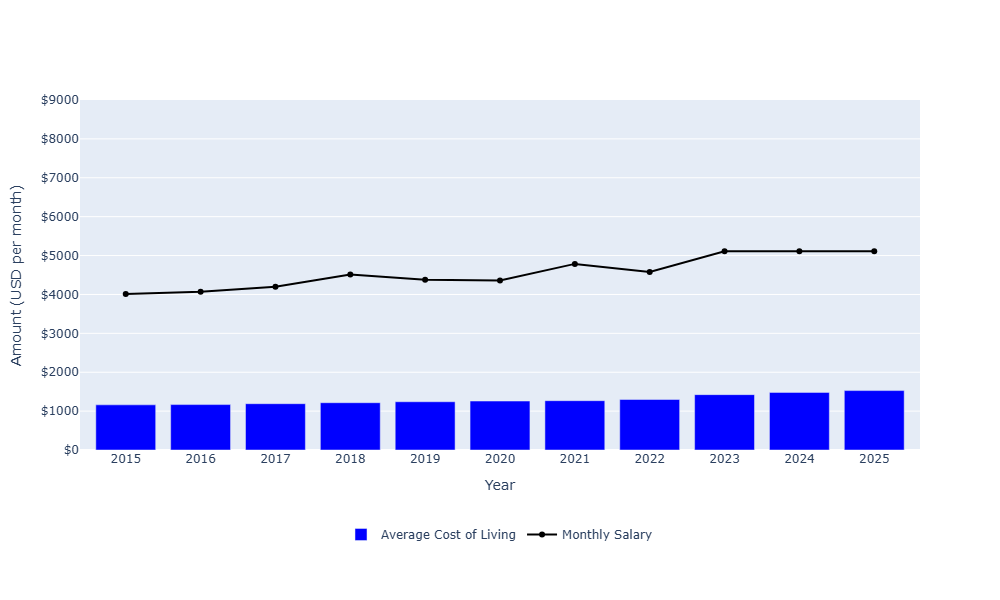 $9000
$8000
$7000
$6000
$5000
$4000
$3000
$2000
$1000
$0
Amount (USD per month)
2015 2016 2017 2018 2019 2020 2021 2022 2023 2024 2025
Year
Average Cost of Living Monthly Salary